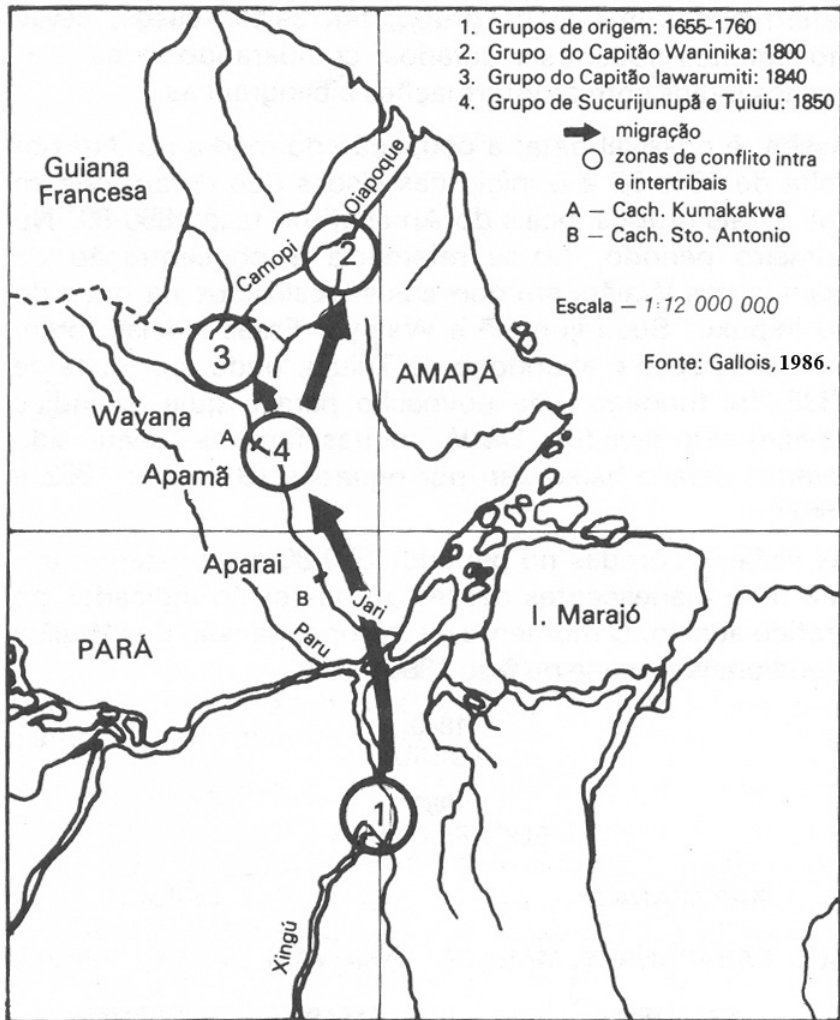 1. Grupos de origem: 1655-1760
2. Grupo do Capitão Waninika: 1800
3. Grupo do Capitão Iawarumiti: 1840
4. Grupo de Sucurijunupã e Tuiuiu: 1850
migração
zonas de conflito intra
e intertribais
A — Cach. Kumakakwa
B — Cach. Sto. Antonio
Escala — 1:12 000 000
Fonte: Gallois, 1986.
Guiana
Francesa
Oiapoque
Camopi
2
3
AMAPÁ
Wayana
A
4
Apamã
Aparai
B
Jari
I. Marajó
Paru
PARÁ
1
Xingú